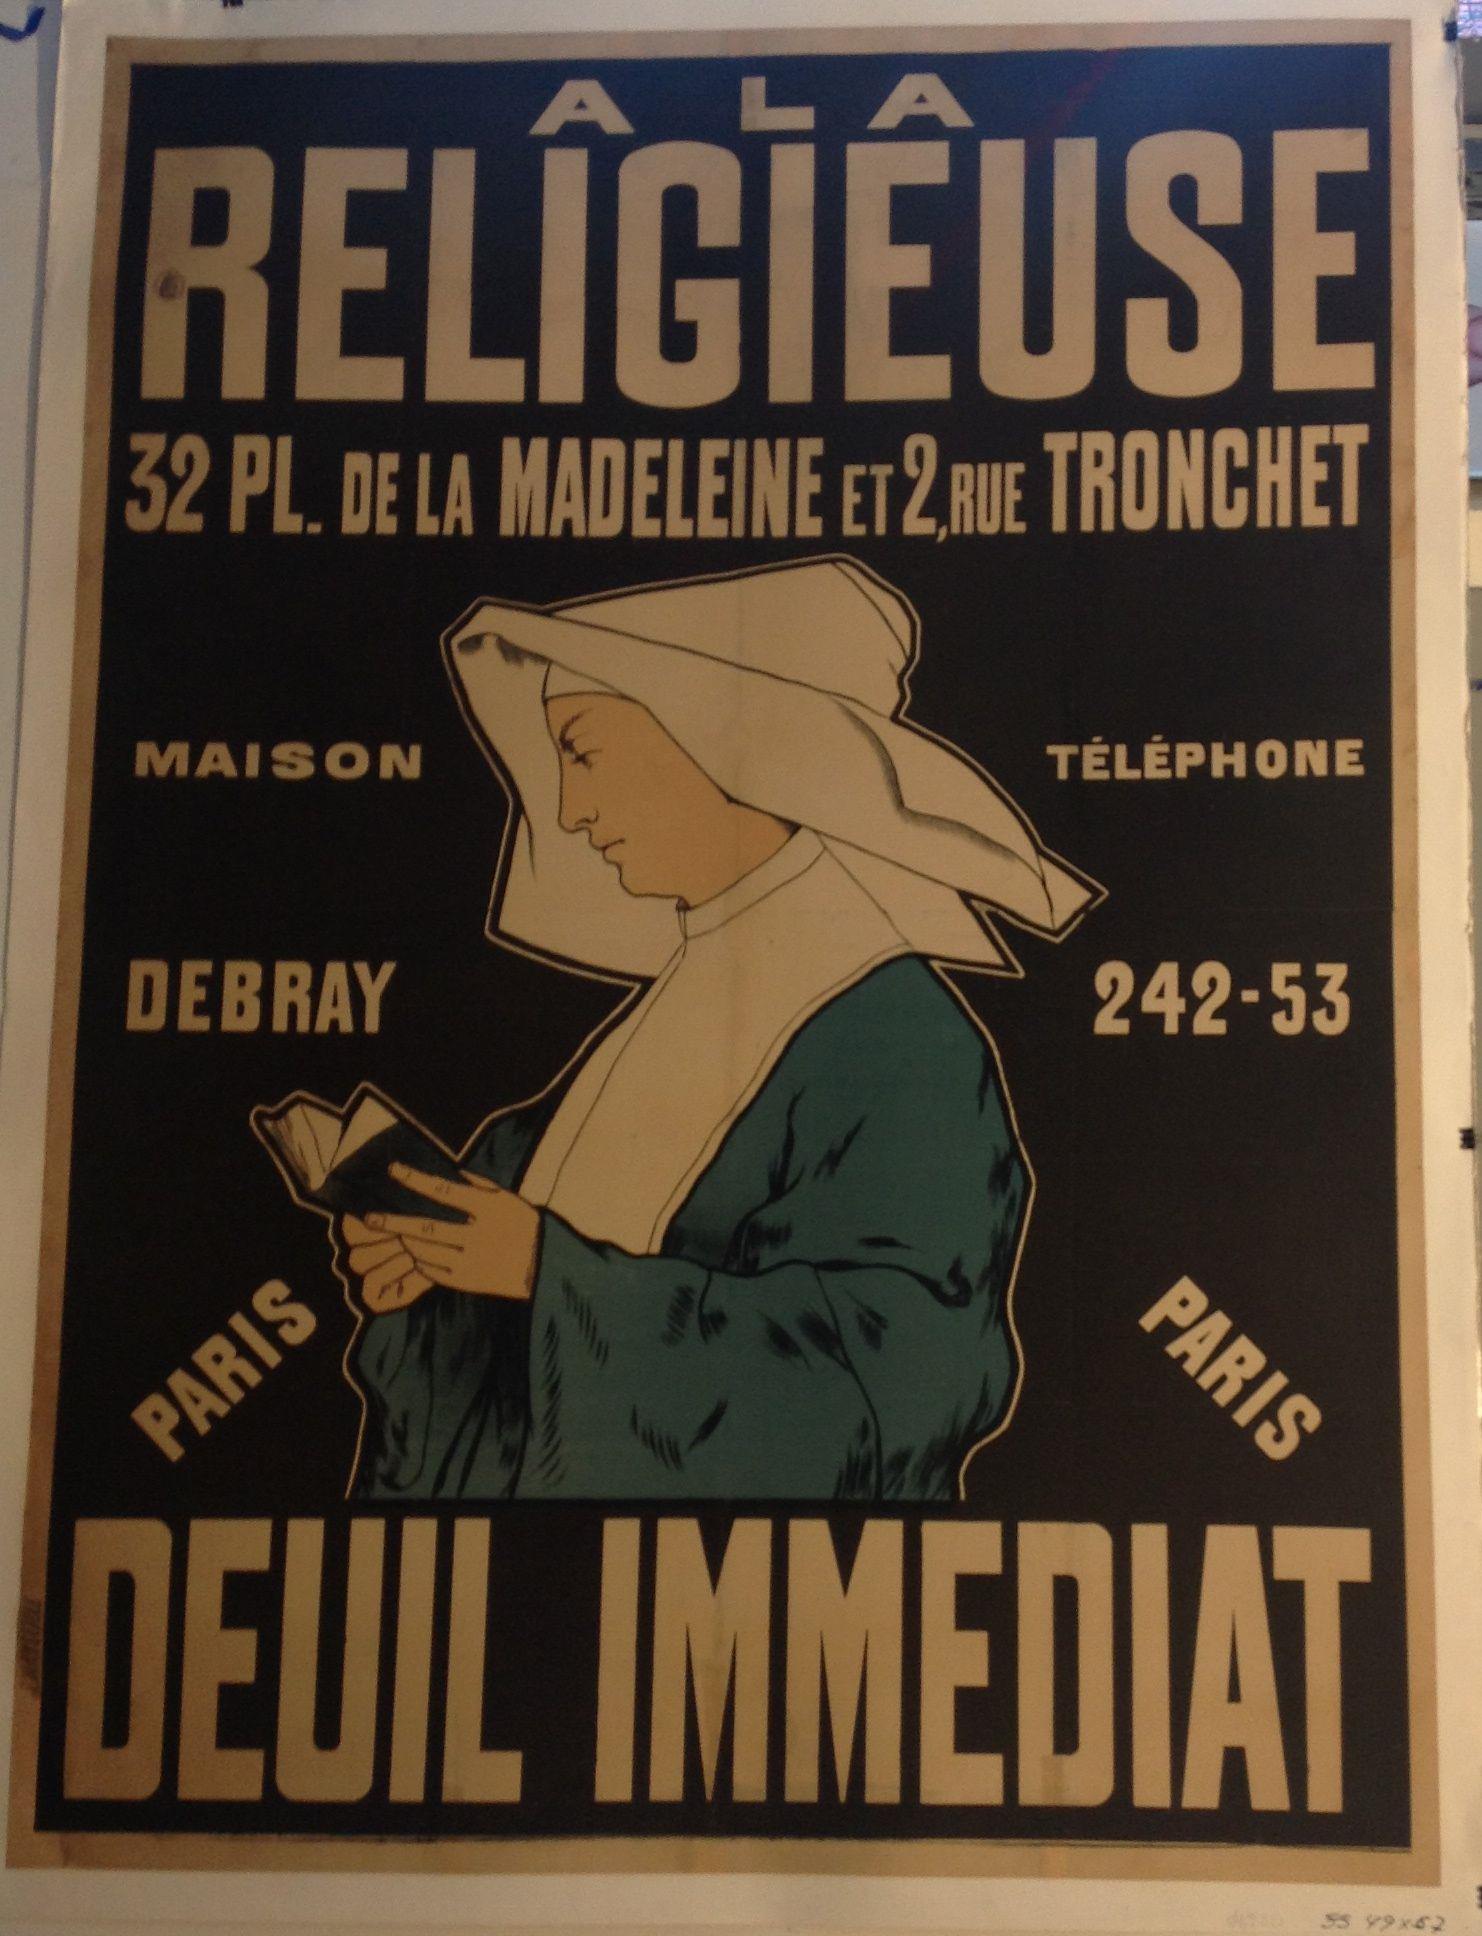 A LA
RELIGIEUSE
32 PL. DE LA MADELEINE ET 2, RUE TRONCHET
MAISON
TÉLÉPHONE
DEBRAY
242-53
PARIS
PARIS
DEUIL IMMEDIAT